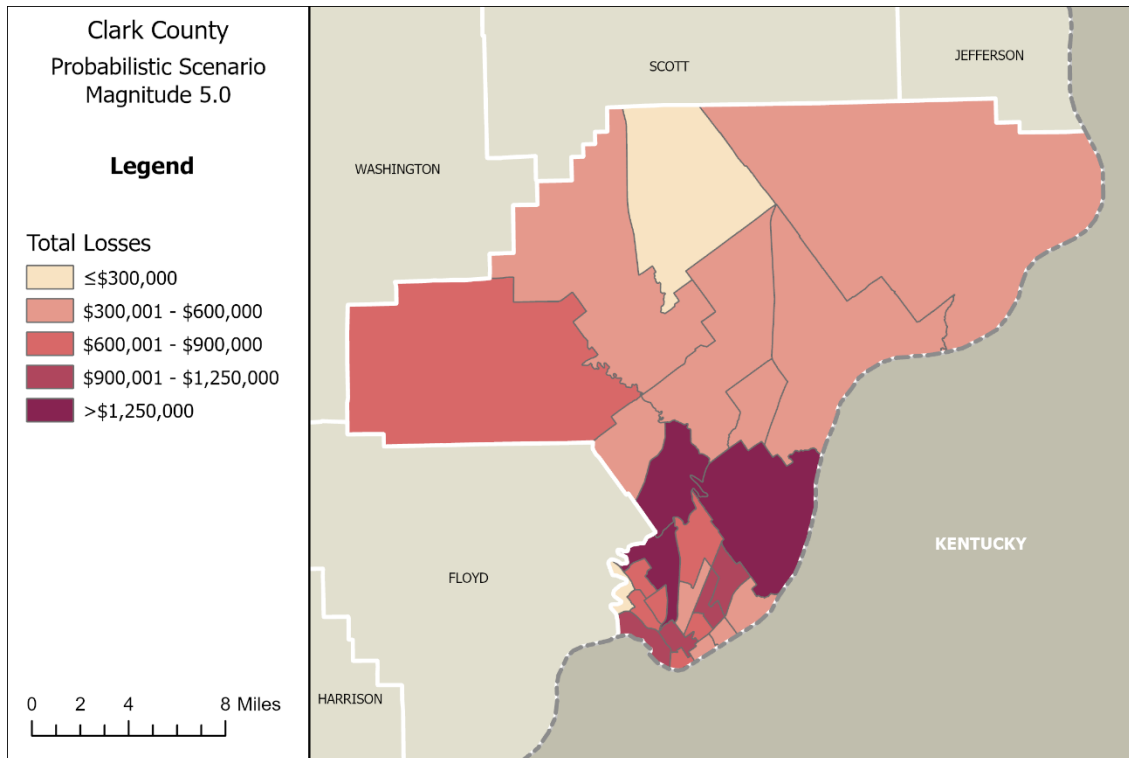 Clark County
Probabilistic Scenario
Magnitude 5.0
Legend
Total Losses
≤$300,000
$300,001 - $600,000
$600,001 - $900,000
$900,001 - $1,250,000
>$1,250,000
0 2 4 8 Miles
SCOTT
JEFFERSON
WASHINGTON
KENTUCKY
FLOYD
HARRISON